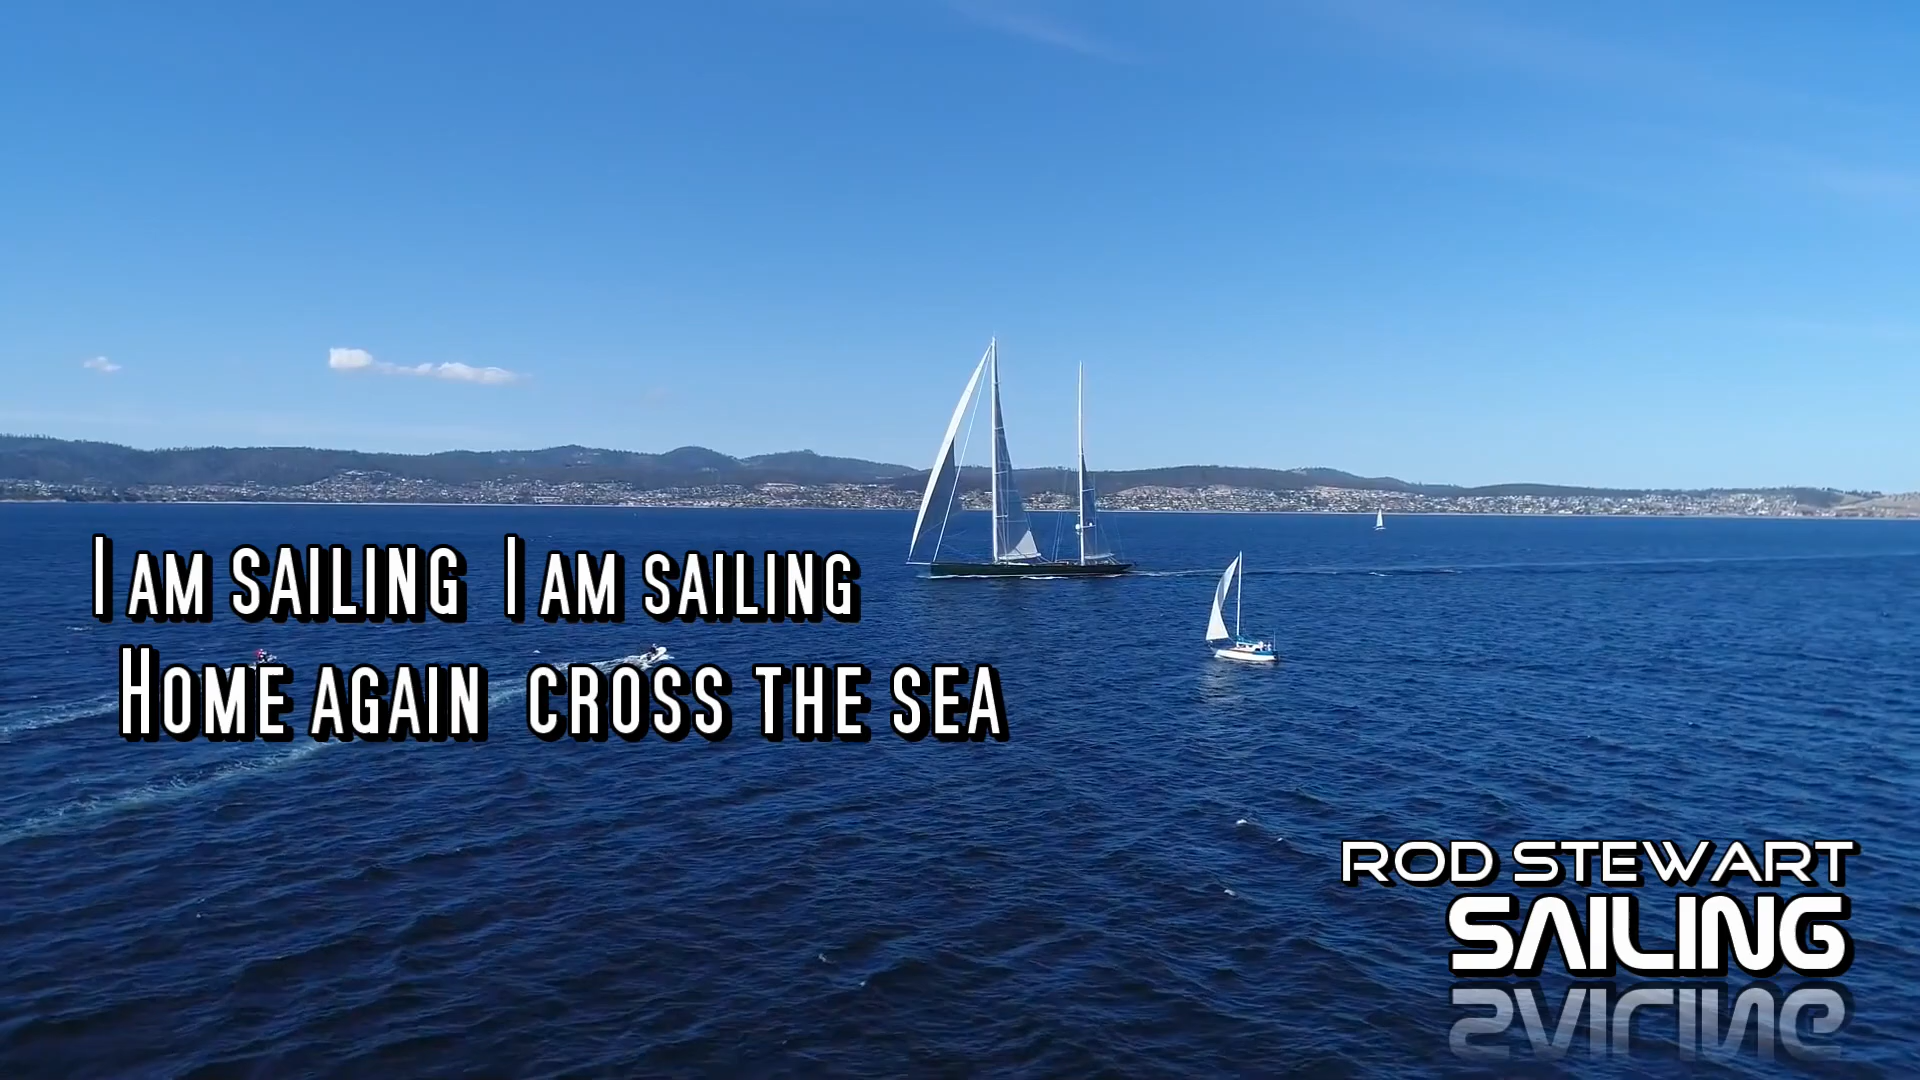 I am sailing I am sailing
Home again cross the sea
ROD STEWART
SAILING